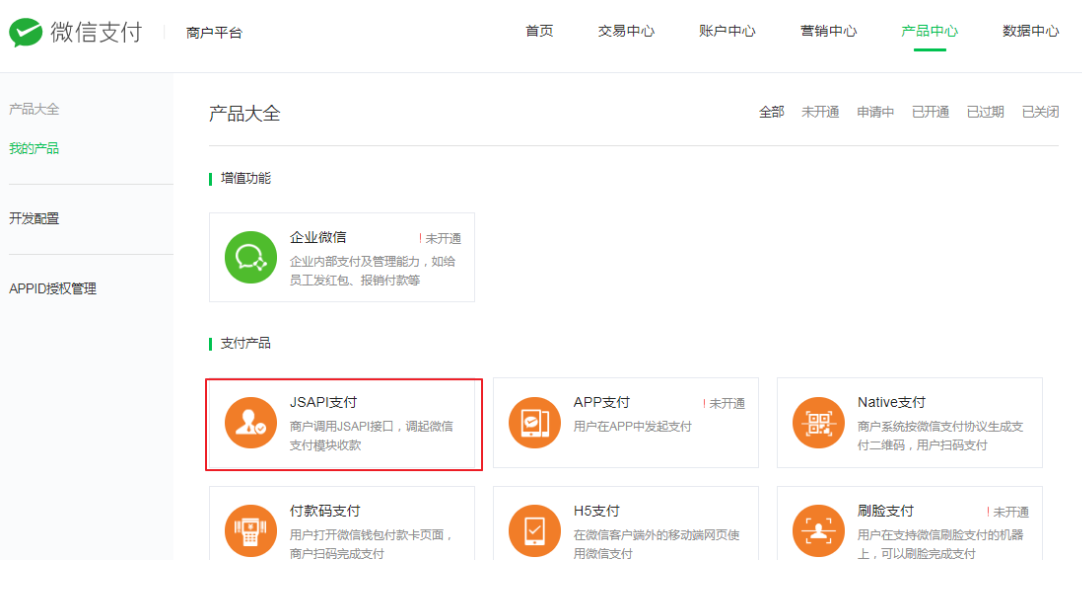 微信支付 商户平台 首页 交易中心 账户中心 营销中心 产品中心 数据中心
产品大全
我的产品
开发配置
APPID授权管理
产品大全 全部 未开通 申请中 已开通 已过期 已关闭
增值功能
企业微信 ! 未开通
企业内部支付及管理能力，如给
员工发红包、报销付款等
支付产品
JSAPI支付
商户调用JSAPI接口，调起微信
支付模块收款
APP支付 ! 未开通
用户在APP中发起支付
Native支付
商户系统按微信支付协议生成支
付二维码，用户扫码支付
付款码支付
用户打开微信钱包付款卡页面，
商户扫码完成支付
H5支付
在微信客户端外的移动端网页使
用微信支付
刷脸支付 ! 未开通
用户在支持微信刷脸支付的机器
上，可以刷脸完成支付